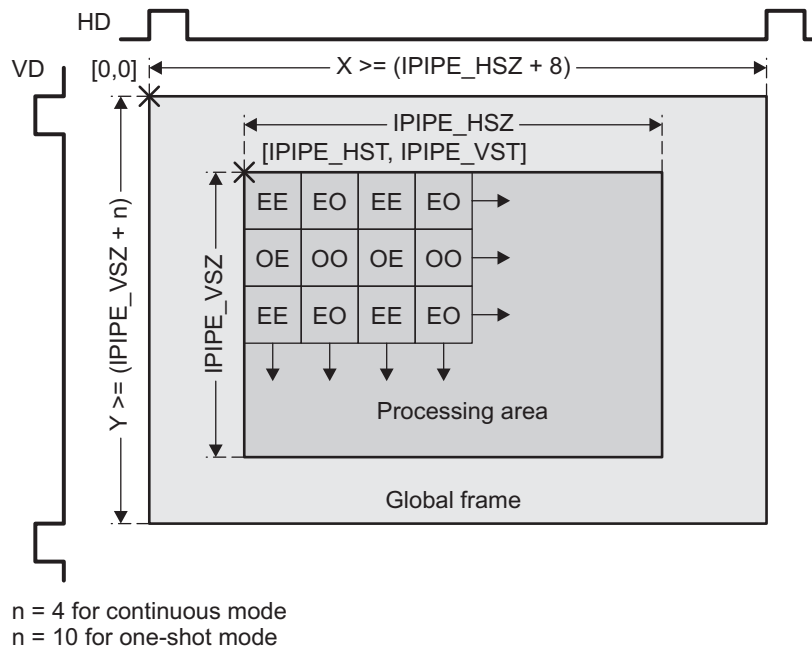 HD
VD
[0,0]
X >= (IPIPE_HSZ + 8)
IPIPE_HSZ
[IPIPE_HST, IPIPE_VST]
Y >= (IPIPE_VSZ + n)
IPIPE_VSZ
EE EO EE EO
OE OO OE OO
EE EO EE EO
Processing area
Global frame
n = 4 for continuous mode
n = 10 for one-shot mode